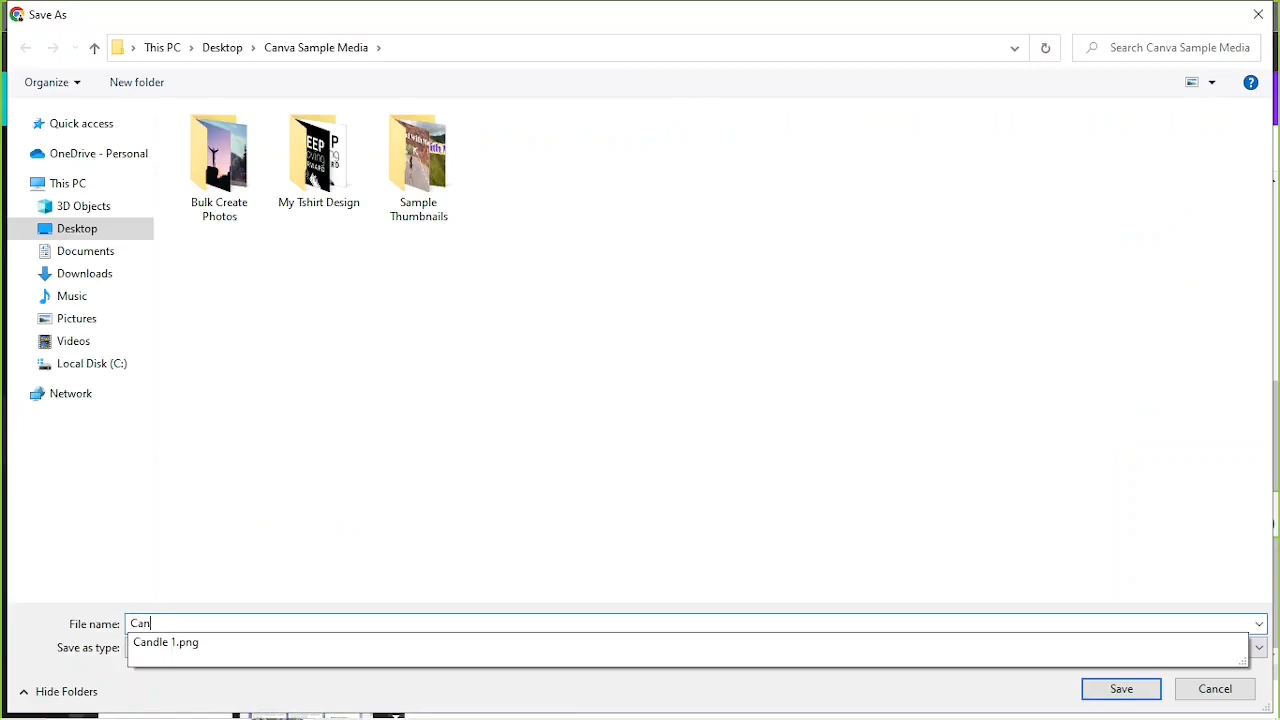 Save As
This PC
Desktop
Canva Sample Media
Search Canva Sample Media
Organize
New folder
Quick access
OneDrive - Personal
This PC
3D Objects
Desktop
Documents
Downloads
Music
Pictures
Videos
Local Disk (C:)
Network
Bulk Create
Photos
My Tshirt Design
Sample
Thumbnails
File name:
Can
Candle 1.png
Save as type:
Hide Folders
Save
Cancel